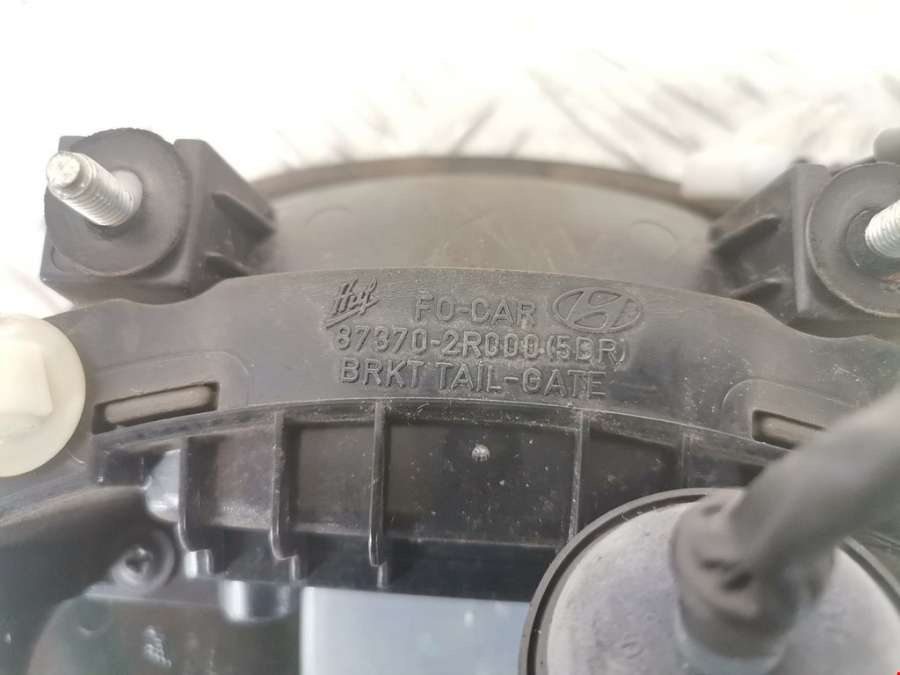 FO-CAR
87370-2R000(5DR)
BRKT TAIL-GATE